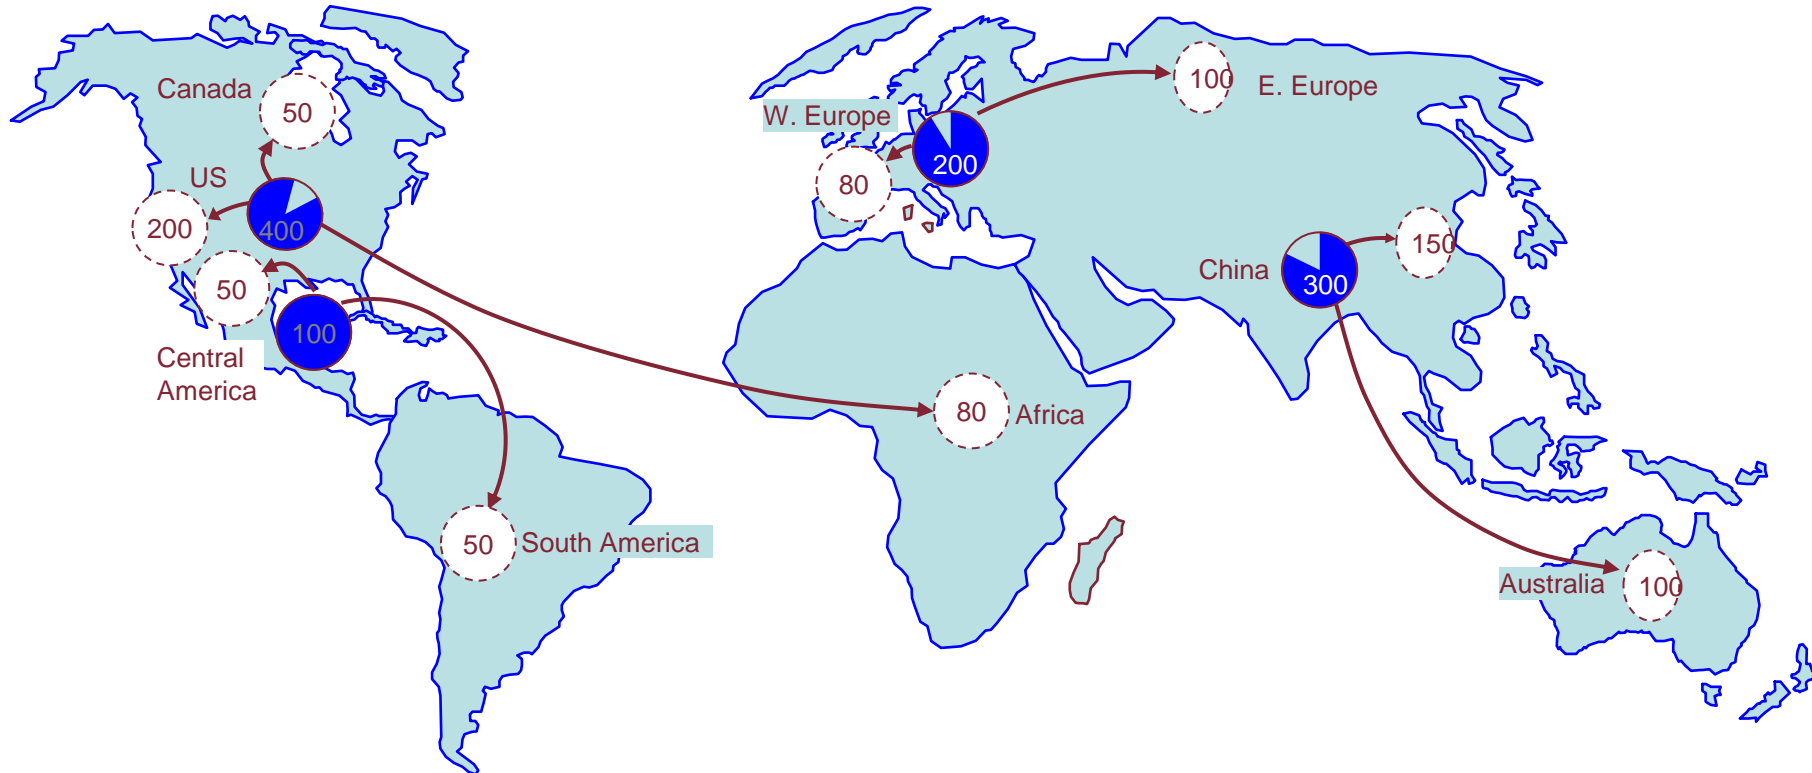 Canada
50
US
200
400
50
100
Central
America
50
South America
W. Europe
80
200
100
E. Europe
80
Africa
China
300
150
Australia
100